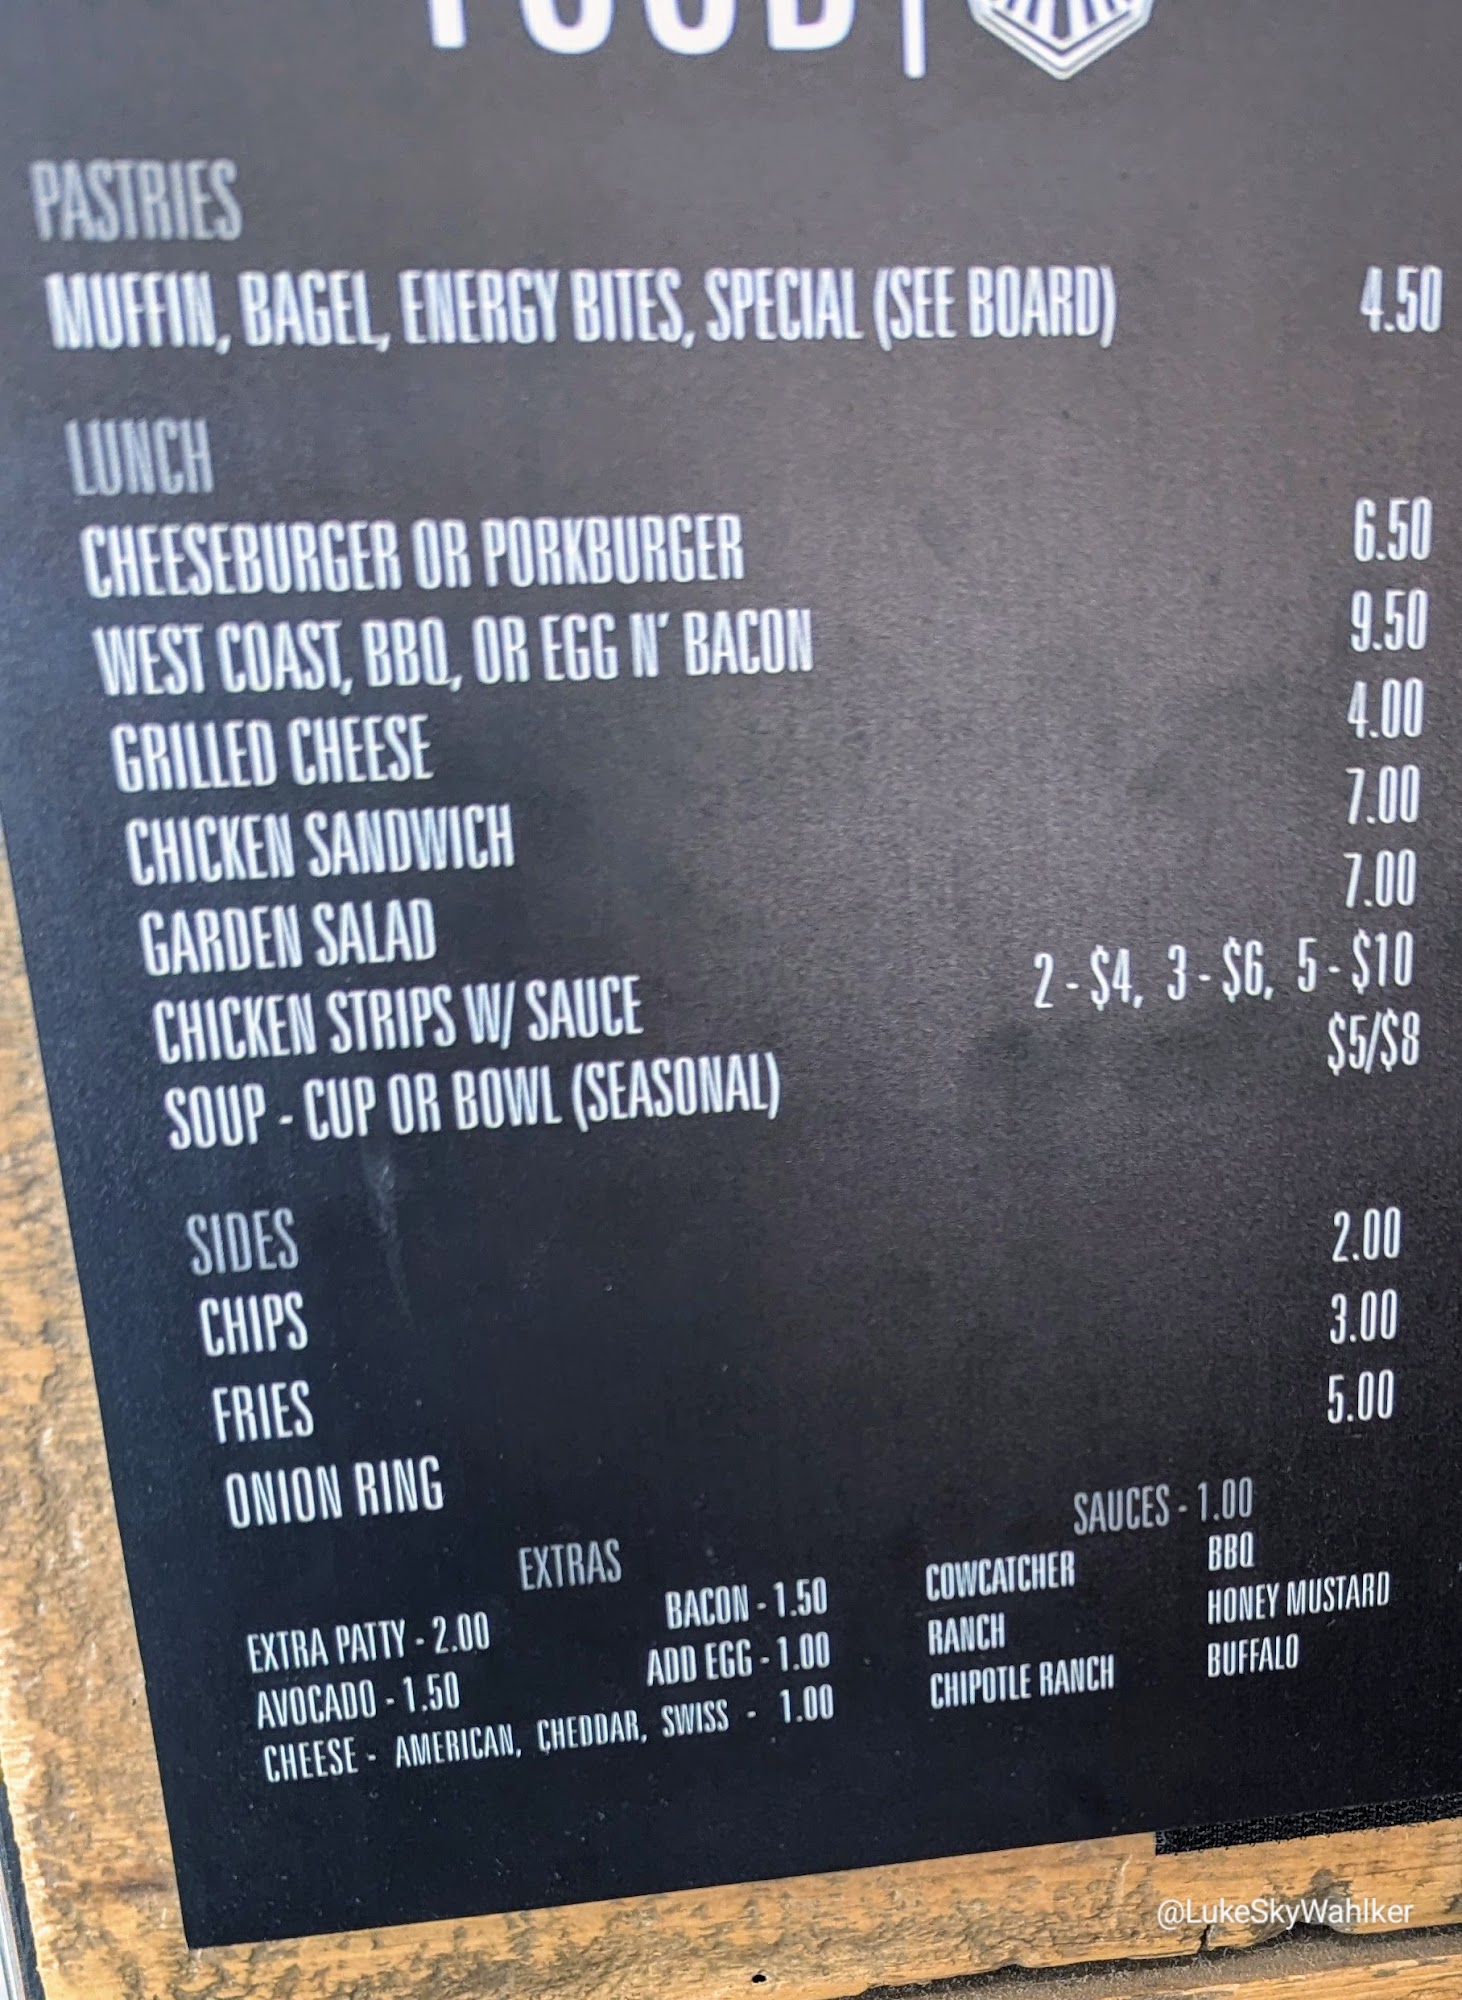 FOOD
PASTRIES
MUFFIN, BAGEL, ENERGY BITES, SPECIAL (SEE BOARD) 4.50
LUNCH
CHEESEBURGER OR PORKBURGER 6.50
WEST COAST, BBQ, OR EGG N' BACON 9.50
GRILLED CHEESE 4.00
CHICKEN SANDWICH 7.00
GARDEN SALAD 7.00
CHICKEN STRIPS W/ SAUCE 2 - $4, 3 - $6, 5 - $10
SOUP - CUP OR BOWL (SEASONAL) $5/$8
SIDES
CHIPS 2.00
FRIES 3.00
ONION RING 5.00
EXTRAS
EXTRA PATTY - 2.00 BACON - 1.50
AVOCADO - 1.50 ADD EGG - 1.00
CHEESE - AMERICAN, CHEDDAR, SWISS - 1.00
SAUCES - 1.00
COWCATCHER BBQ
RANCH HONEY MUSTARD
CHIPOTLE RANCH BUFFALO
@LukeSkyWahlker